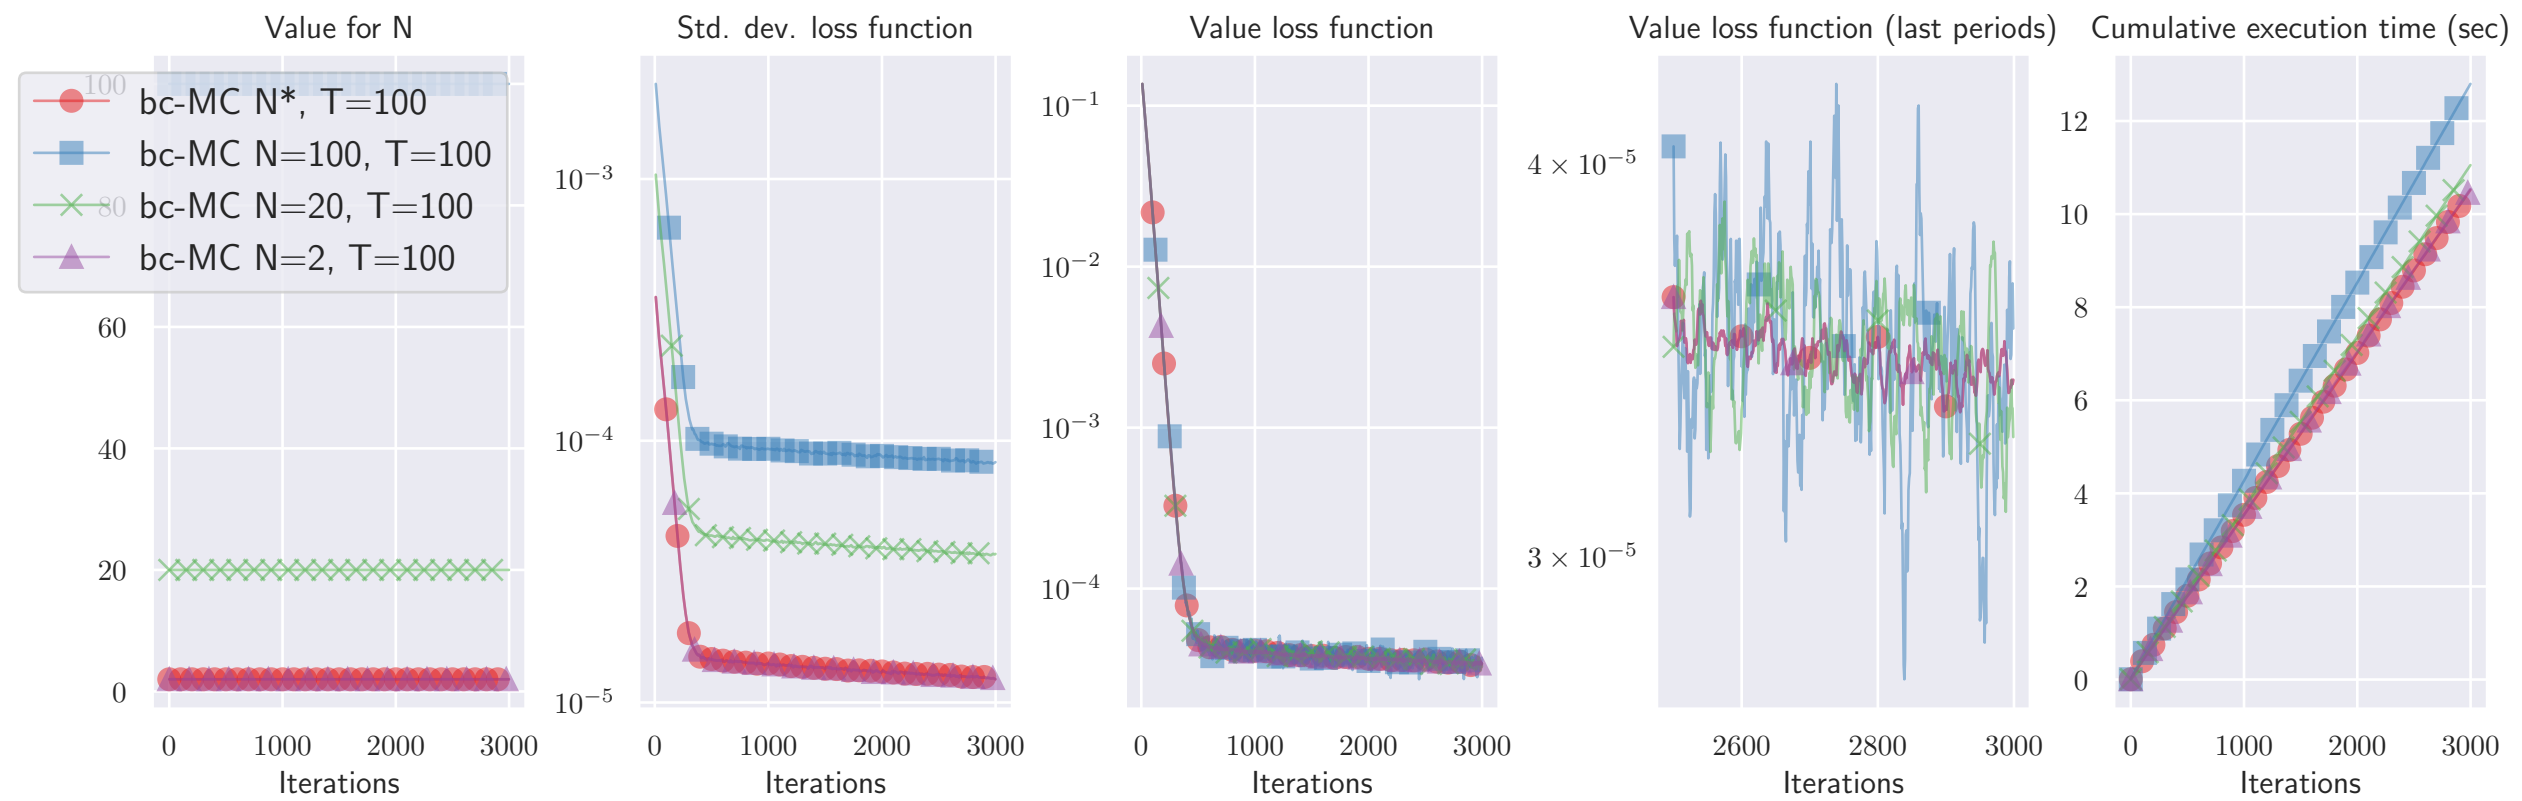 Value for N
100
80
60
40
20
0
0 1000 2000 3000
Iterations
bc-MC N*, T=100
bc-MC N=100, T=100
bc-MC N=20, T=100
bc-MC N=2, T=100
Std. dev. loss function
10⁻³
10⁻⁴
10⁻⁵
0 1000 2000 3000
Iterations
Value loss function
10⁻¹
10⁻²
10⁻³
10⁻⁴
0 1000 2000 3000
Iterations
Value loss function (last periods)
4 × 10⁻⁵
3 × 10⁻⁵
2600 2800 3000
Iterations
Cumulative execution time (sec)
12
10
8
6
4
2
0
0 1000 2000 3000
Iterations